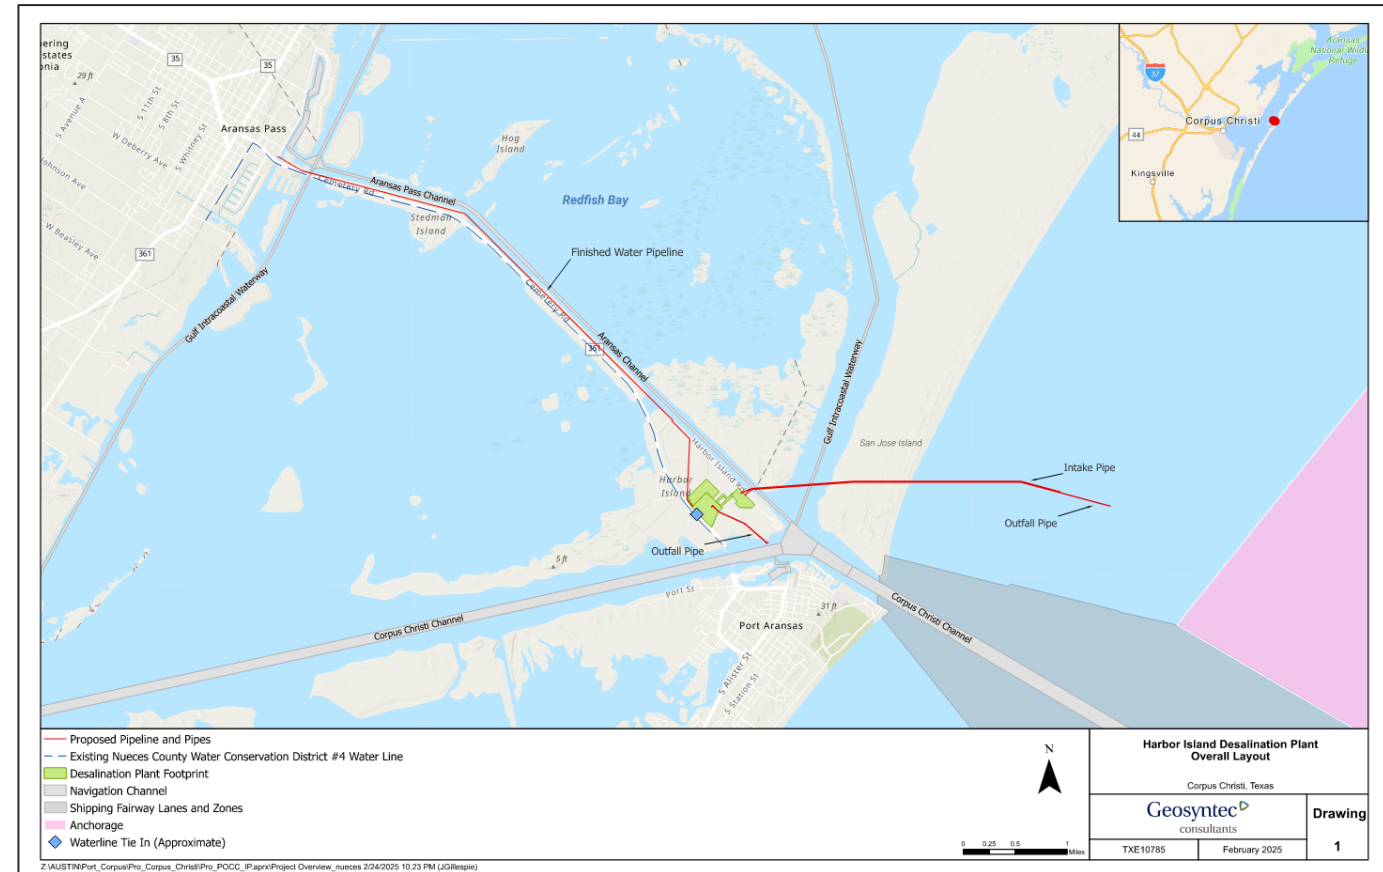 ering
states
onia
35
35
29 ft
S Avenue A
S 11th St
S 8th St
W Deberry Ave
S Whitney St
Johnson Ave
W Beasley Ave
361
Aransas Pass
Hog
Island
Cemetery Rd
Aransas Pass Channel
Redfish Bay
Stedman
Island
Finished Water Pipeline
Gulf Intracoastal Waterway
Cemetery Rd
361
Aransas Channel
Gulf Intracoastal Waterway
San Jose Island
Harbor Island Rd
Harbor
Island
Intake Pipe
Outfall Pipe
Outfall Pipe
5 ft
Port St
31 ft
Port Aransas
Corpus Christi Channel
Corpus Christi Channel
S Alister St
S Station St
Aransas
National Wildl
Refuge
37
Corpus Christi
44
Kingsville
Proposed Pipeline and Pipes
Existing Nueces County Water Conservation District #4 Water Line
Desalination Plant Footprint
Navigation Channel
Shipping Fairway Lanes and Zones
Anchorage
Waterline Tie In (Approximate)
N
0 0.25 0.5 1
Miles
Harbor Island Desalination Plant
Overall Layout
Corpus Christi, Texas
Geosyntec
consultants
Drawing
1
TXE10785
February 2025
Z:\AUSTIN\Port_Corpus\Pro_Corpus_Christi\Pro_POCC_IP.aprx\Project Overview_nueces 2/24/2025 10:23 PM (JGillespie)